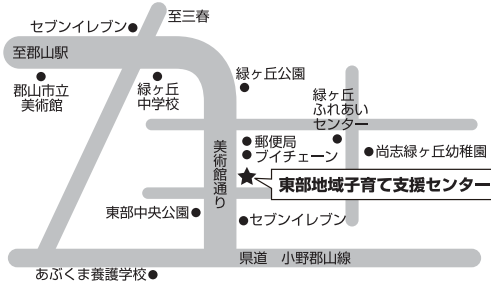 至三春
セブンイレブン
至郡山駅
郡山市立
美術館
緑ヶ丘
中学校
緑ヶ丘公園
緑ヶ丘
ふれあい
センター
郵便局
ブイチェーン
尚志緑ヶ丘幼稚園
美術館通り
東部地域子育て支援センター
東部中央公園
セブンイレブン
県道 小野郡山線
あぶくま養護学校